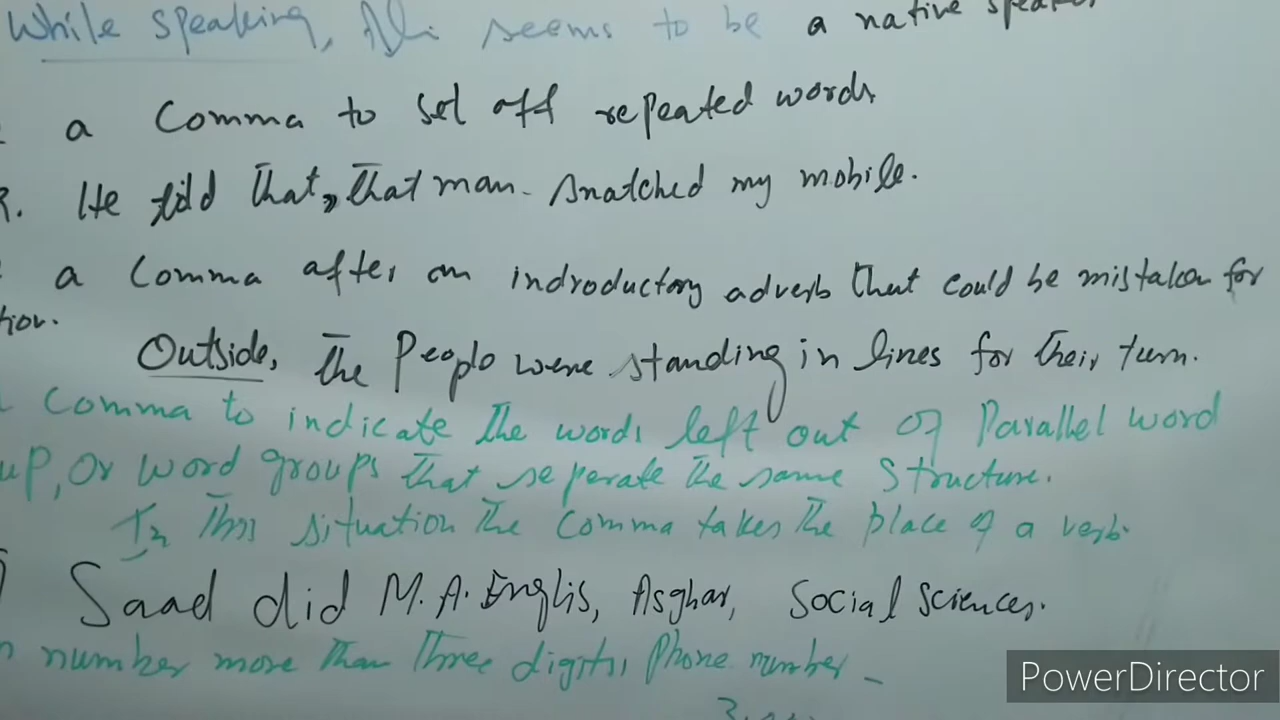 While speaking, Ali seems to be a native speaker
a Comma to set off repeated words
R. He told that, that man snatched my mobile.
a Comma after an indroductory adverb that could be mistaken for
tion.
Outside, the People were standing in lines for their turn.
Comma to indicate the words left out of Parallel word
up, Or word groups that seperate the same structure.
In this situation the comma takes the place of a verb.
Saad did M.A. Englis, Asghar, Social Sciences.
number more than three digits, Phone number -
PowerDirector